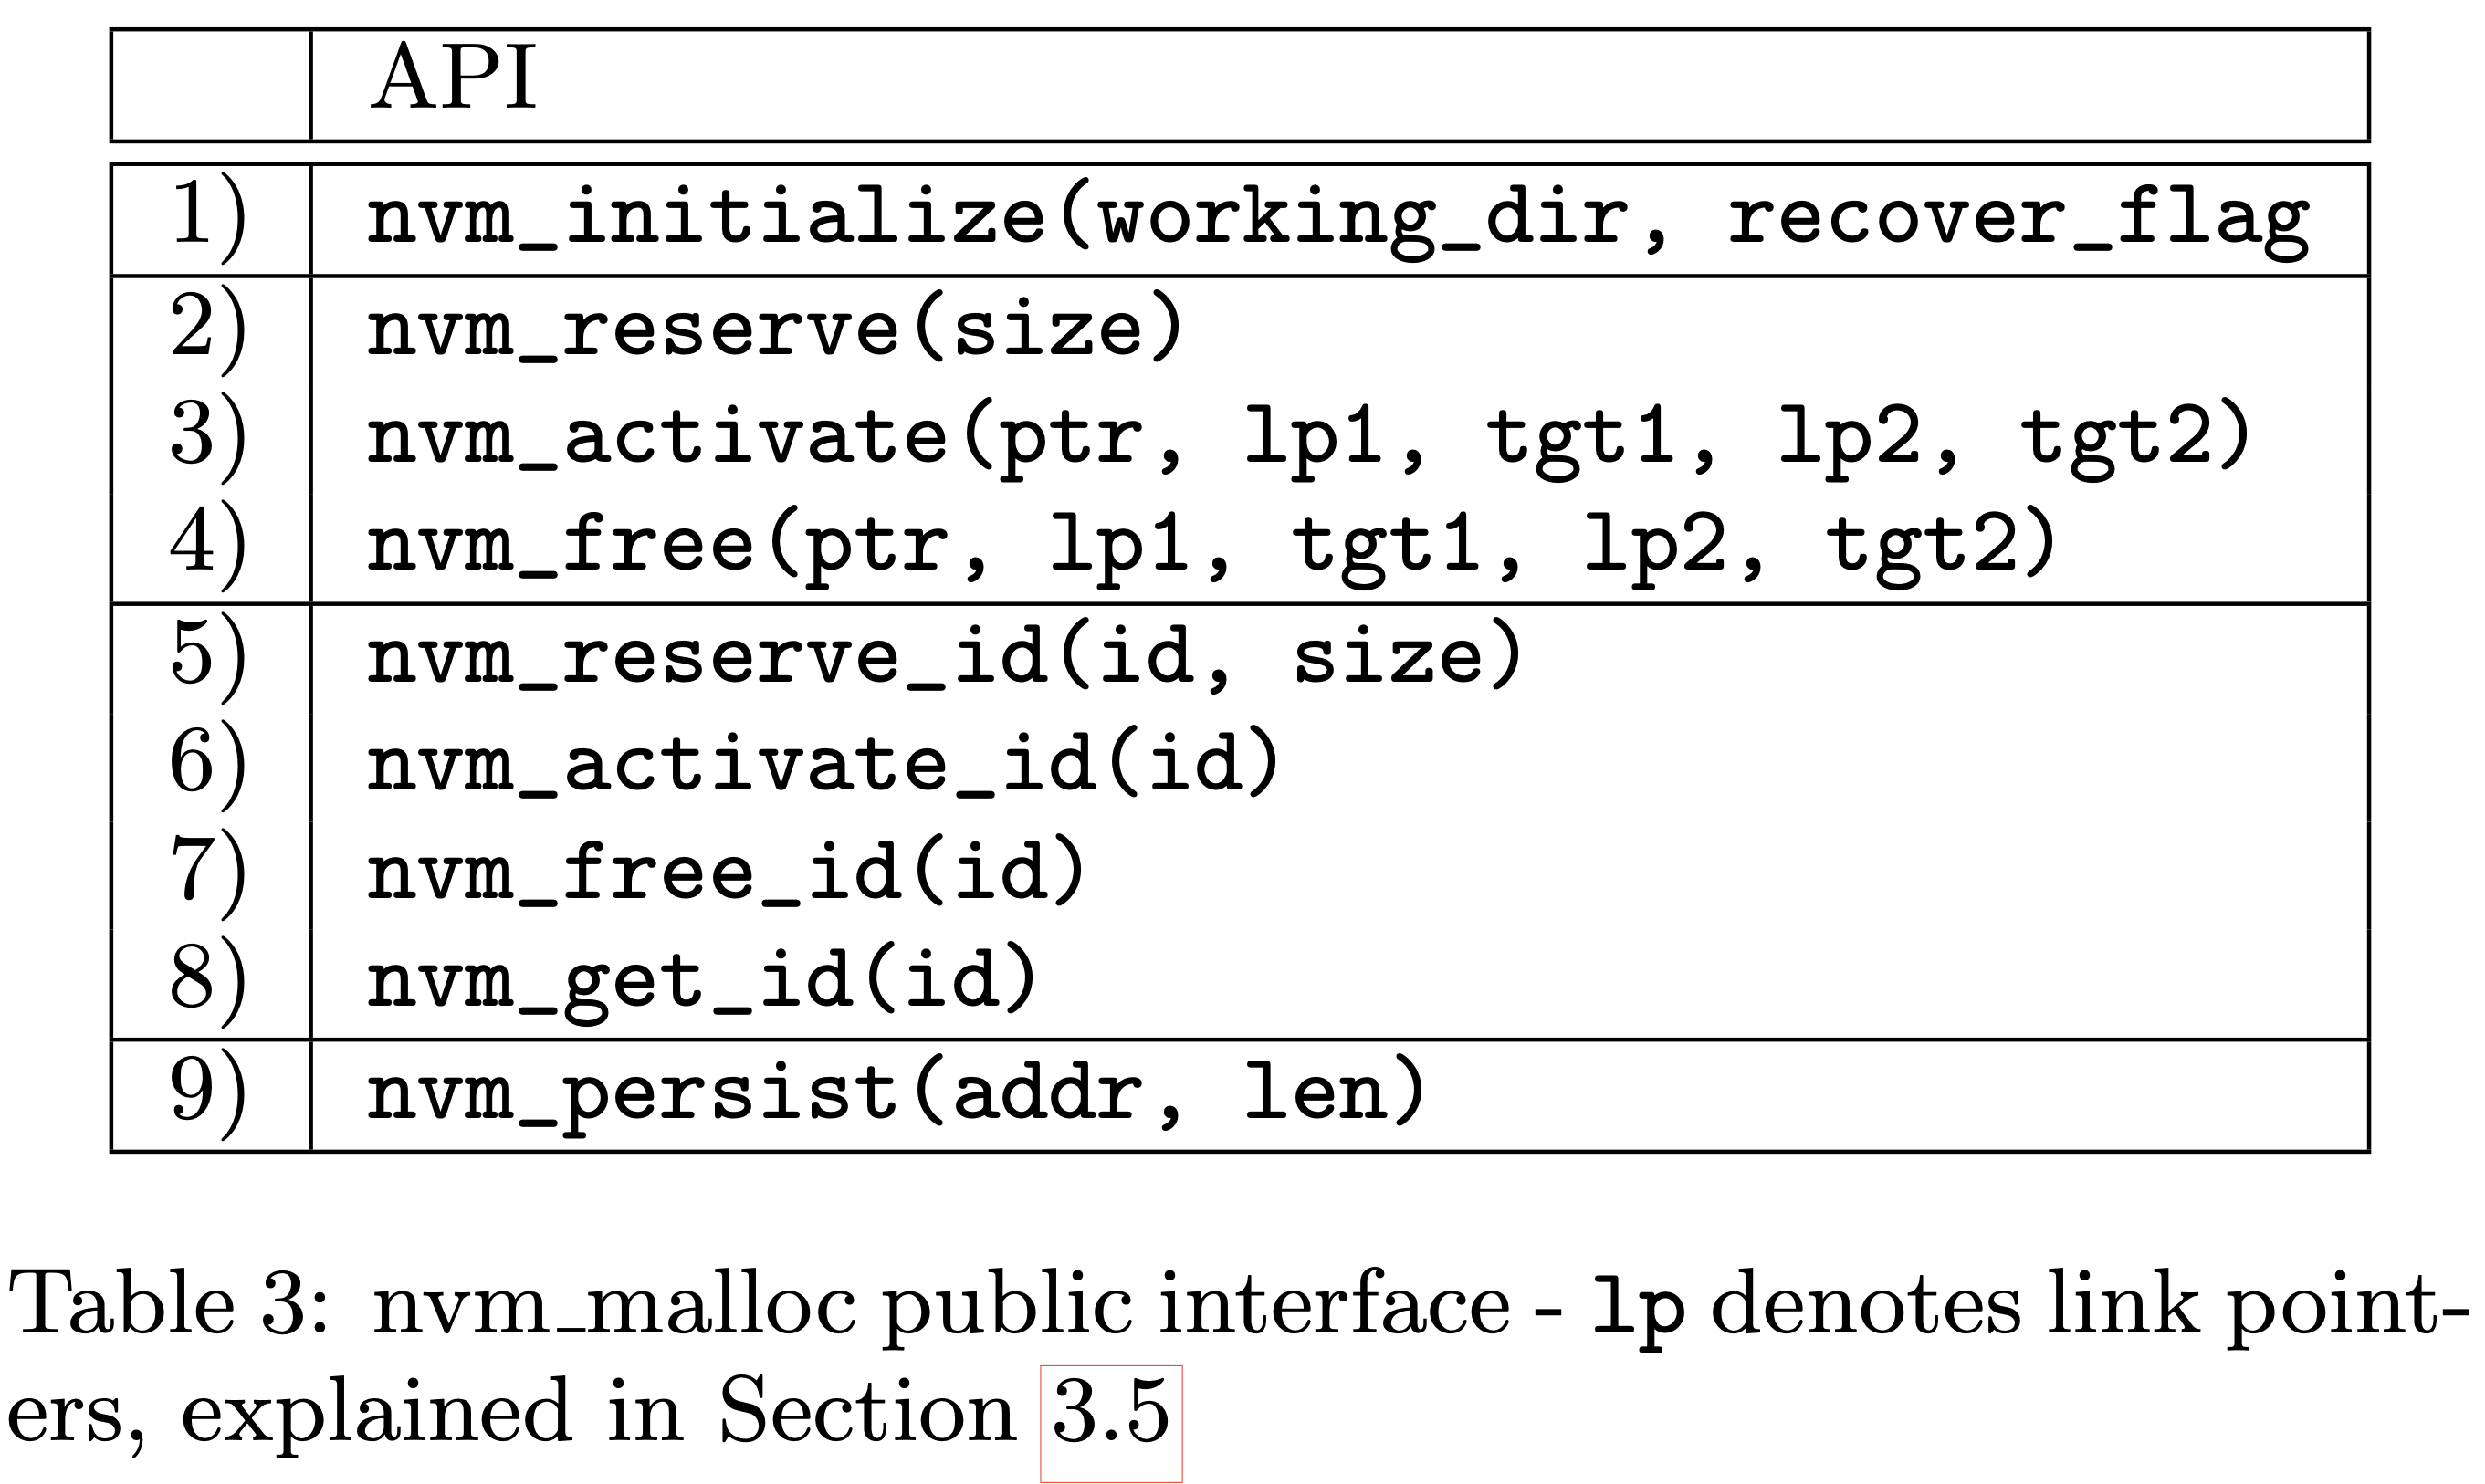 API
1) nvm_initialize(working_dir, recover_flag
2) nvm_reserve(size)
3) nvm_activate(ptr, lp1, tgt1, lp2, tgt2)
4) nvm_free(ptr, lp1, tgt1, lp2, tgt2)
5) nvm_reserve_id(id, size)
6) nvm_activate_id(id)
7) nvm_free_id(id)
8) nvm_get_id(id)
9) nvm_persist(addr, len)
Table 3: nvm_malloc public interface - lp denotes link point-
ers, explained in Section 3.5